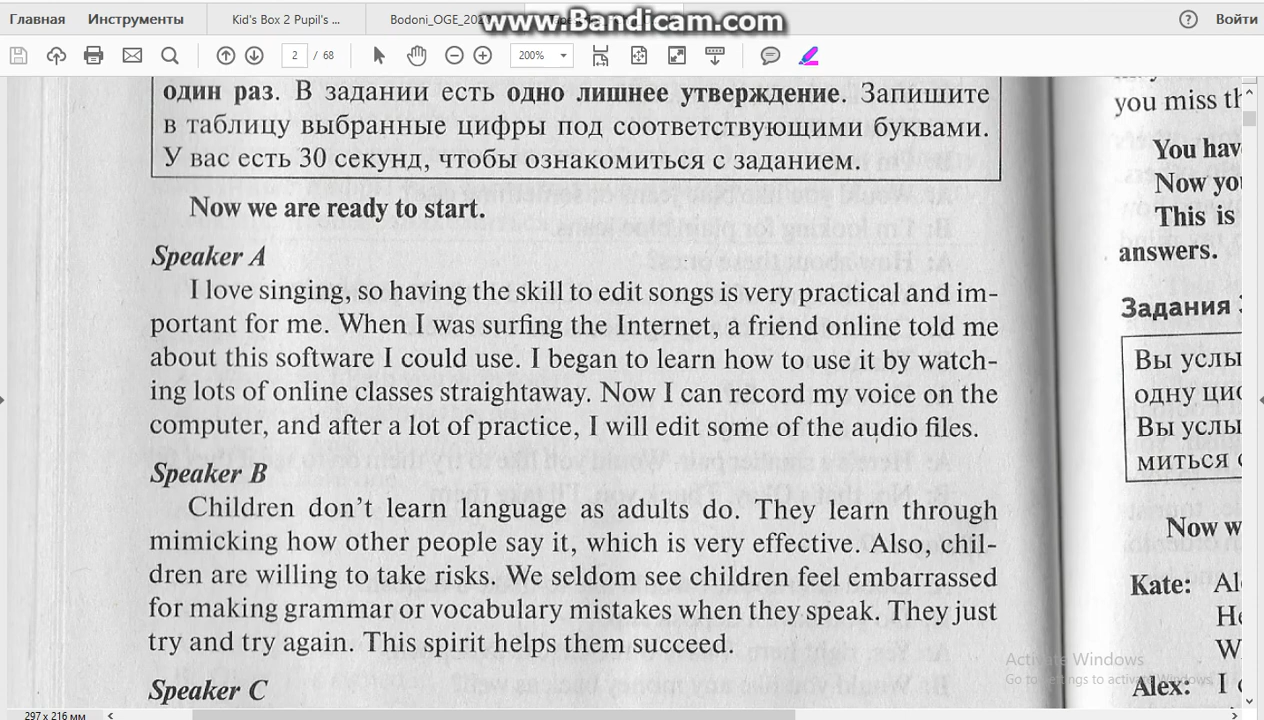 www.Bandicam.com
Главная Инструменты Kid's Box 2 Pupil's ... Bodoni_OGE_202 Войти
2 / 68 200%
один раз. В задании есть одно лишнее утверждение. Запишите
в таблицу выбранные цифры под соответствующими буквами.
У вас есть 30 секунд, чтобы ознакомиться с заданием.
Now we are ready to start.
Speaker A
I love singing, so having the skill to edit songs is very practical and im-
portant for me. When I was surfing the Internet, a friend online told me
about this software I could use. I began to learn how to use it by watch-
ing lots of online classes straightaway. Now I can record my voice on the
computer, and after a lot of practice, I will edit some of the audio files.
Speaker B
Children don't learn language as adults do. They learn through
mimicking how other people say it, which is very effective. Also, chil-
dren are willing to take risks. We seldom see children feel embarrassed
for making grammar or vocabulary mistakes when they speak. They just
try and try again. This spirit helps them succeed.
Speaker C
you miss th
You hav
Now you
This is
answers.
Задания
Вы услы
одну циф
Вы услы
миться с
Now w
Kate: Al
He
W
Alex: I
Activate Windows
Go to Settings to activate Windows.
297 x 216 мм